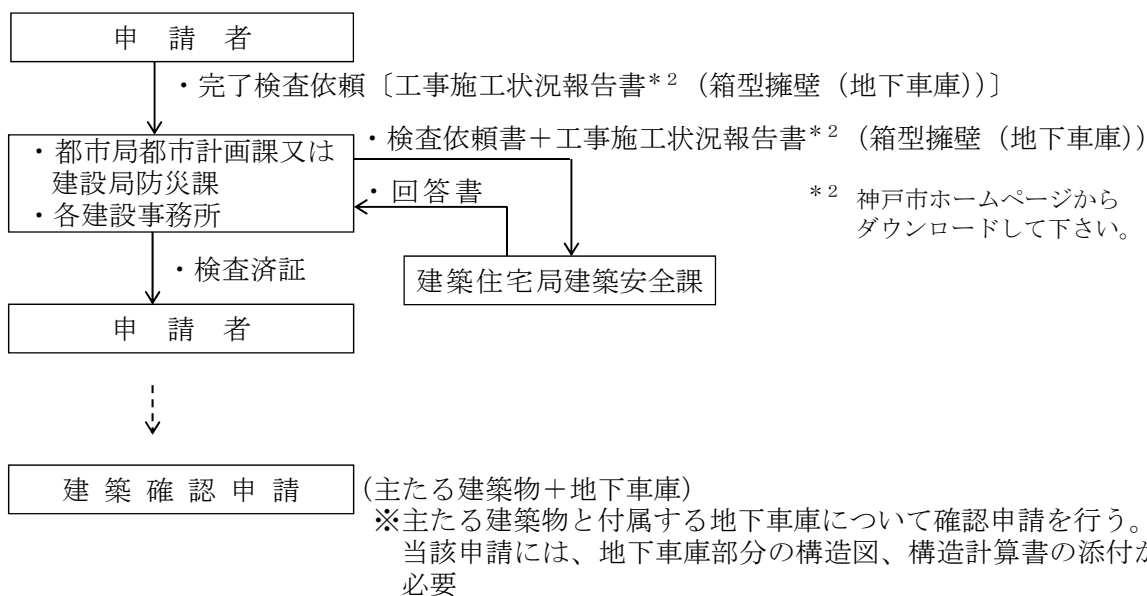 申　請　者
・完了検査依頼〔工事施工状況報告書*２（箱型擁壁（地下車庫））〕
・都市局都市計画課又は
建設局防災課
・各建設事務所
・検査依頼書＋工事施工状況報告書*２（箱型擁壁（地下車庫））
・回答書
*２ 神戸市ホームページから
ダウンロードして下さい。
建築住宅局建築安全課
・検査済証
申　請　者
建 築 確 認 申 請
(主たる建築物＋地下車庫)
※主たる建築物と付属する地下車庫について確認申請を行う。
当該申請には、地下車庫部分の構造図、構造計算書の添付が
必要